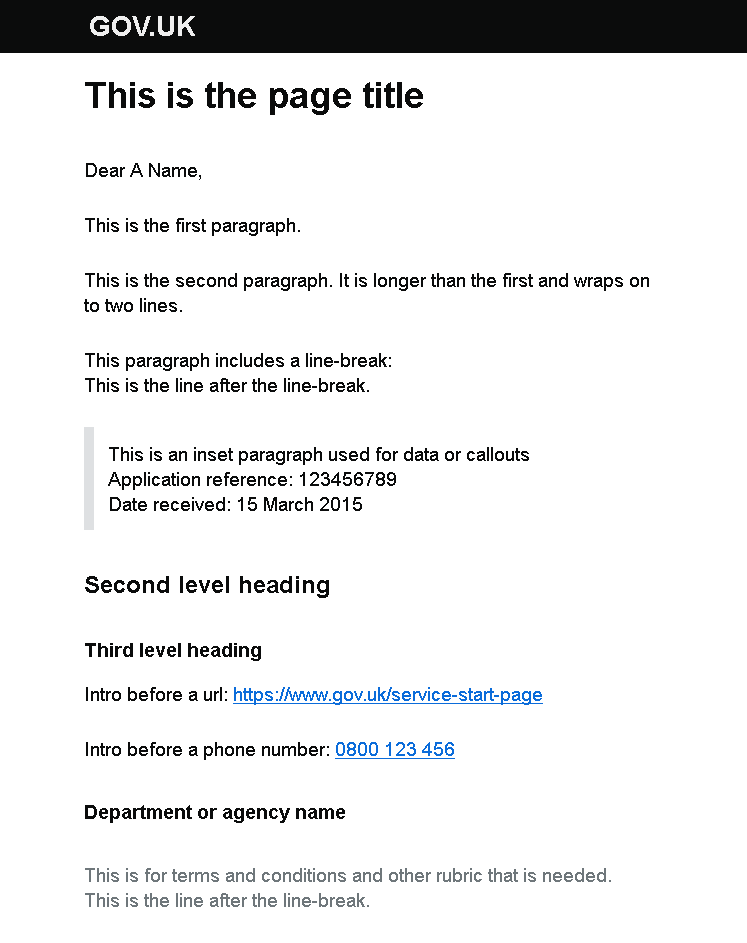 GOV.UK
This is the page title
Dear A Name,
This is the first paragraph.
This is the second paragraph. It is longer than the first and wraps on
to two lines.
This paragraph includes a line-break:
This is the line after the line-break.
This is an inset paragraph used for data or callouts
Application reference: 123456789
Date received: 15 March 2015
Second level heading
Third level heading
Intro before a url: https://www.gov.uk/service-start-page
Intro before a phone number: 0800 123 456
Department or agency name
This is for terms and conditions and other rubric that is needed.
This is the line after the line-break.